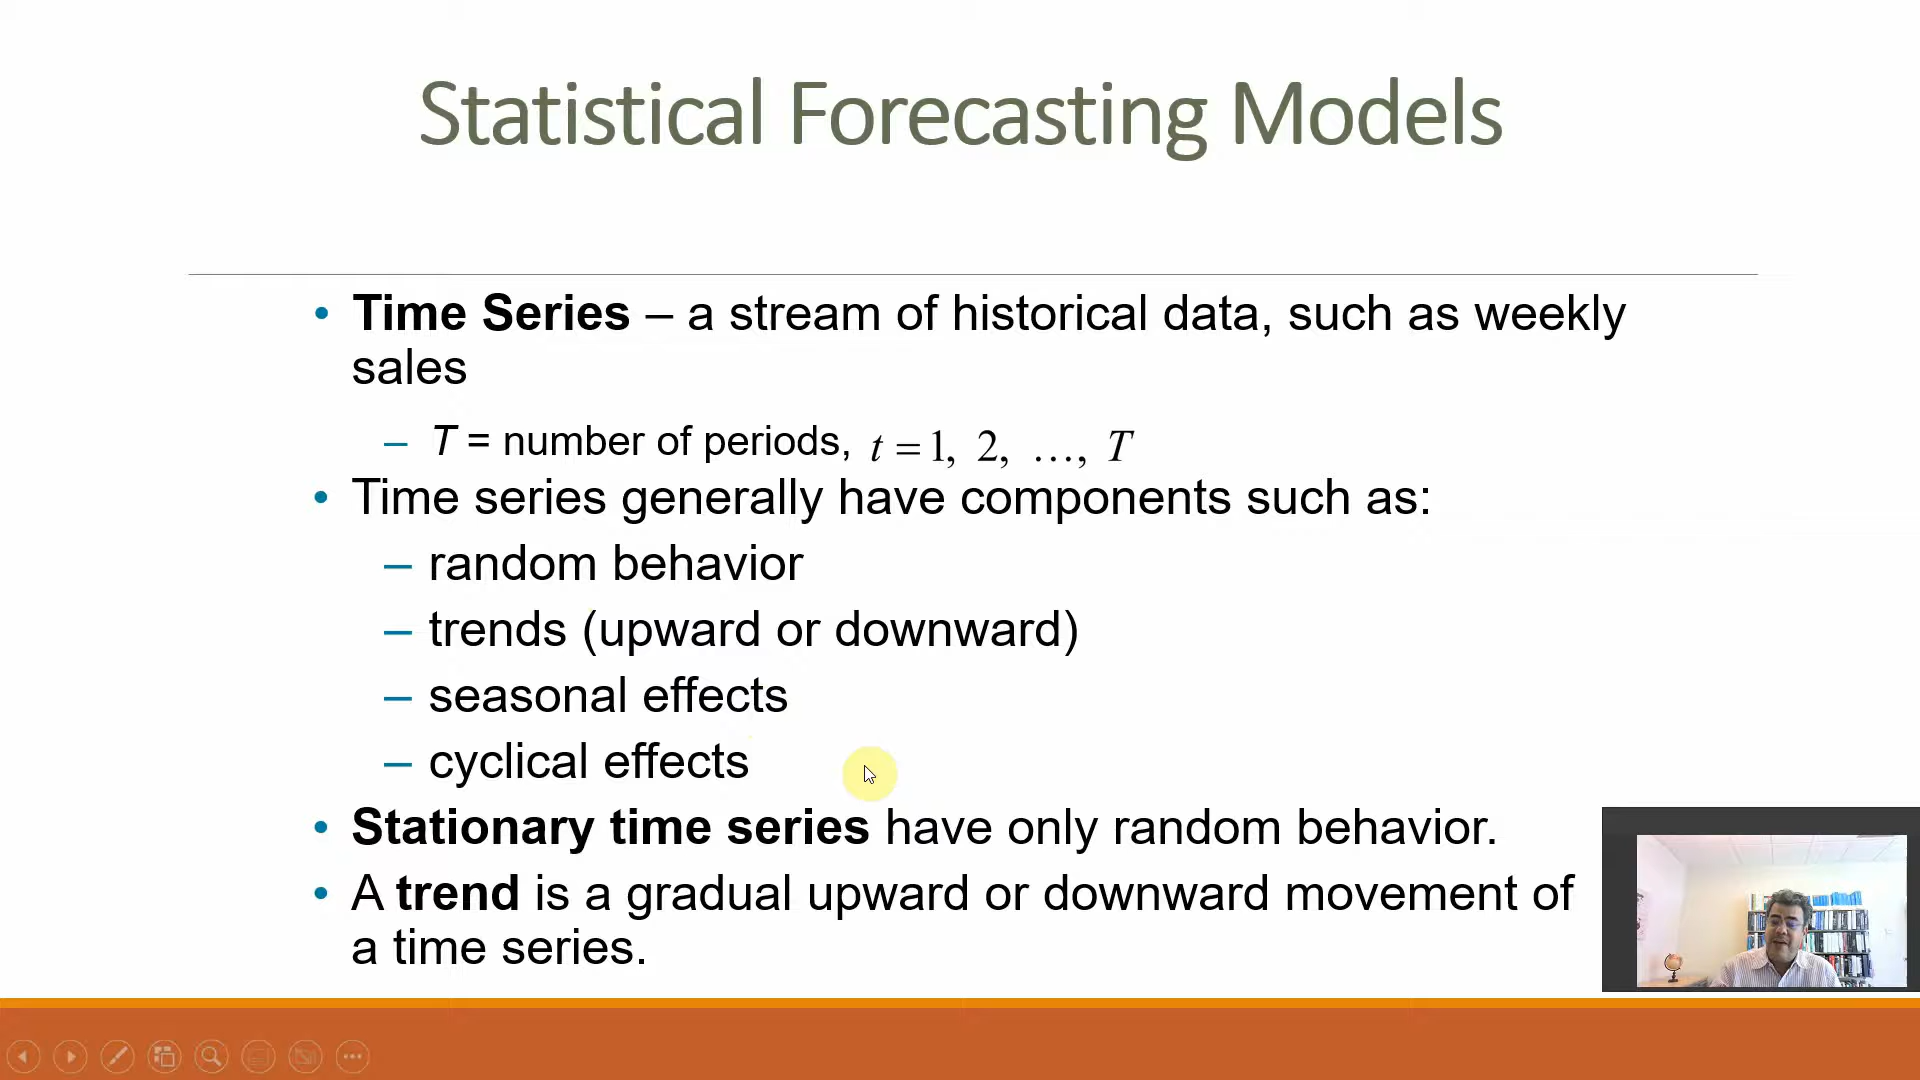 Statistical Forecasting Models
• Time Series – a stream of historical data, such as weekly
sales
– T = number of periods, t = 1, 2, …, T
• Time series generally have components such as:
– random behavior
– trends (upward or downward)
– seasonal effects
– cyclical effects
• Stationary time series have only random behavior.
• A trend is a gradual upward or downward movement of
a time series.